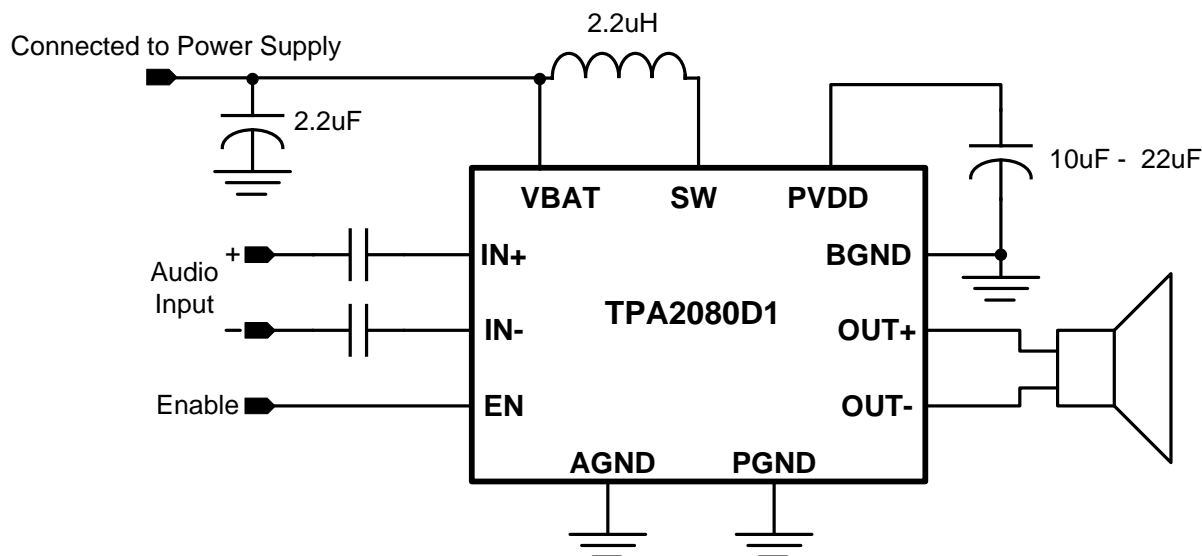 2.2uH
Connected to Power Supply
2.2uF
10uF - 22uF
VBAT
SW
PVDD
+
IN+
BGND
Audio
Input
TPA2080D1
−
IN-
OUT+
Enable
EN
OUT-
AGND
PGND